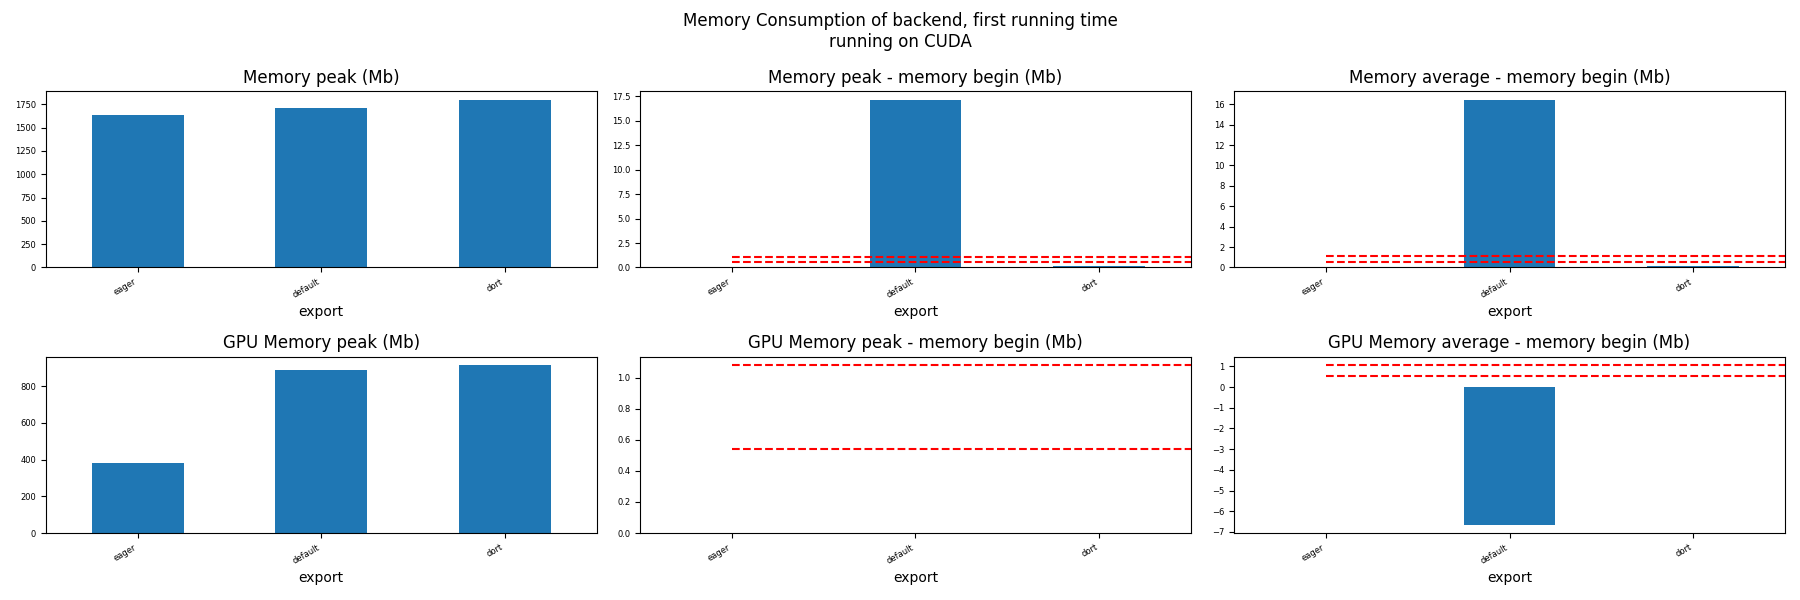 Memory Consumption of backend, first running time
running on CUDA
Memory peak (Mb)
1750
1500
1250
1000
750
500
250
0
eager
default
dort
export
Memory peak - memory begin (Mb)
17.5
15.0
12.5
10.0
7.5
5.0
2.5
0.0
eager
default
dort
export
Memory average - memory begin (Mb)
16
14
12
10
8
6
4
2
0
eager
default
dort
export
GPU Memory peak (Mb)
800
600
400
200
0
eager
default
dort
export
GPU Memory peak - memory begin (Mb)
1.0
0.8
0.6
0.4
0.2
0.0
eager
default
dort
export
GPU Memory average - memory begin (Mb)
1
0
−1
−2
−3
−4
−5
−6
−7
eager
default
dort
export